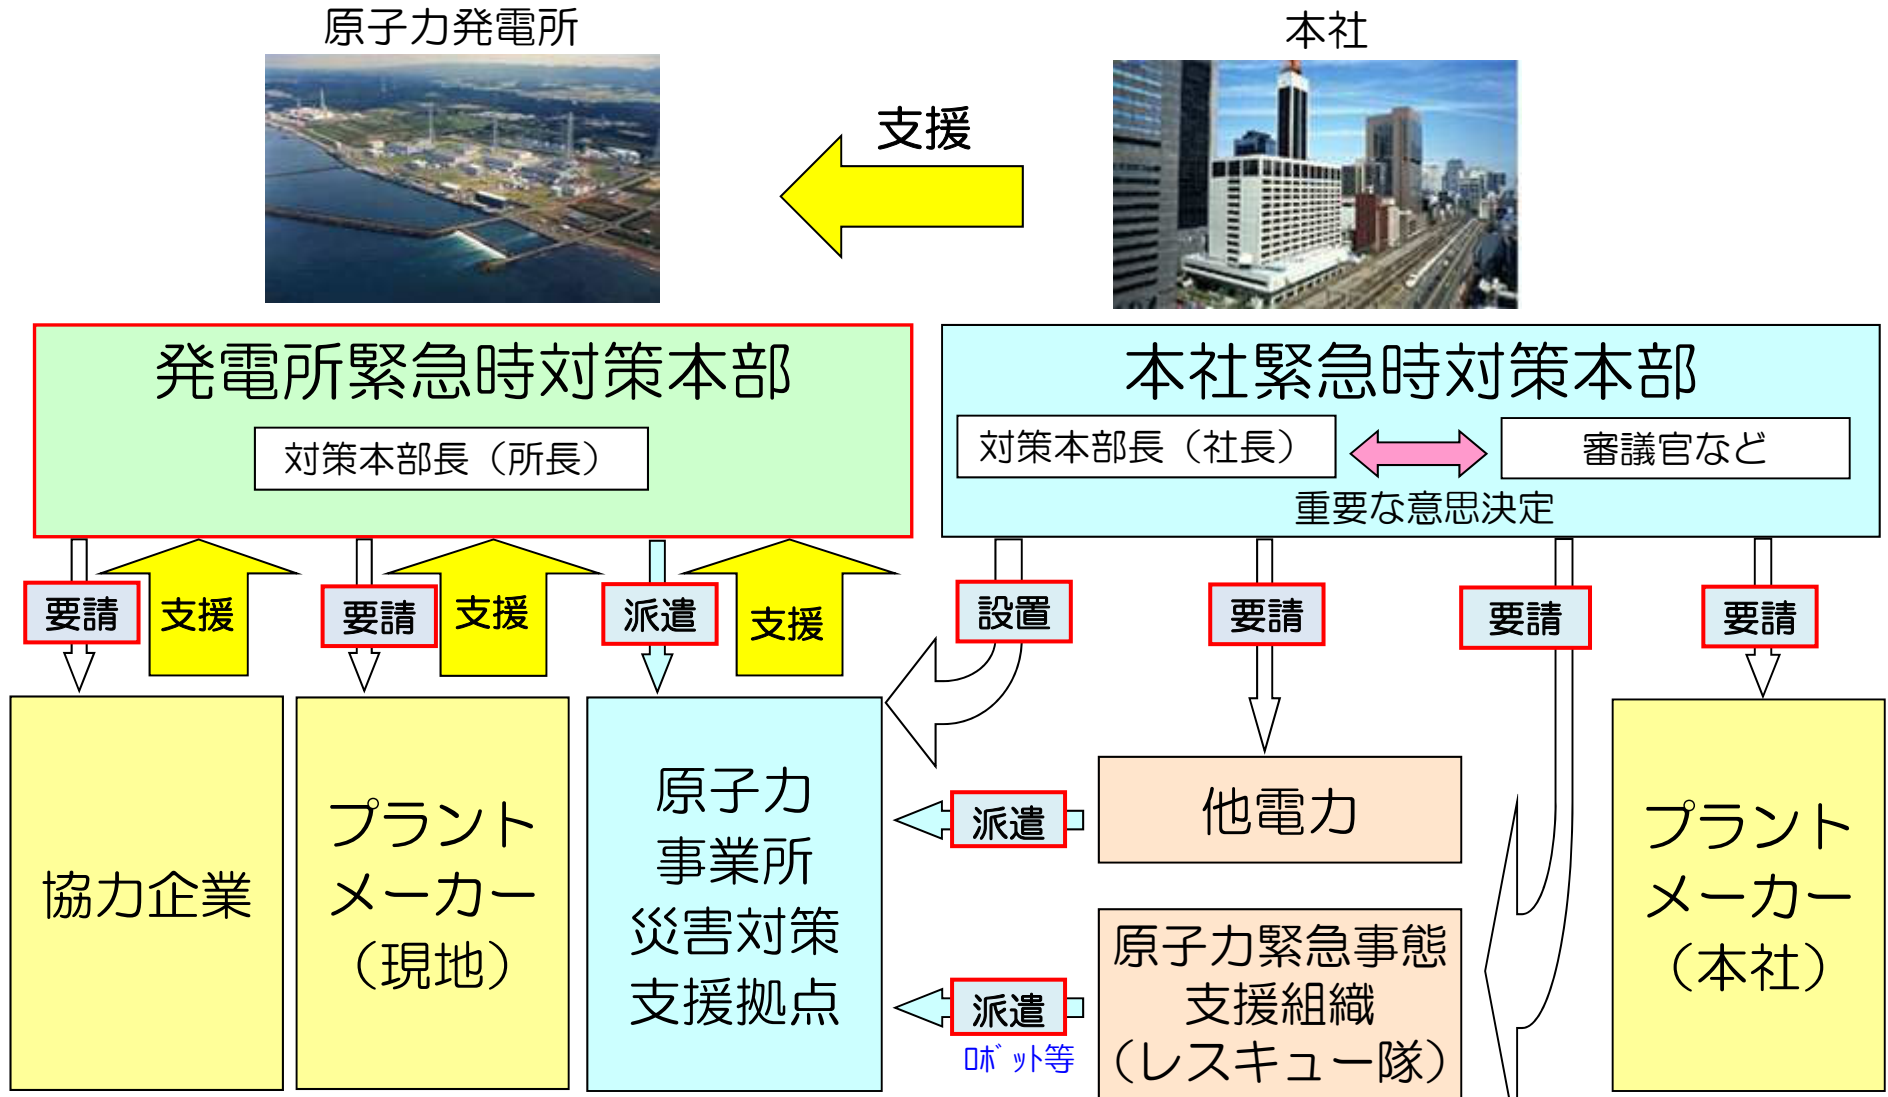 原子力発電所
本社
支援
発電所緊急時対策本部
対策本部長（所長）
本社緊急時対策本部
対策本部長（社長）
審議官など
重要な意思決定
要請
支援
要請
支援
派遣
支援
設置
要請
要請
要請
協力企業
プラント
メーカー
（現地）
原子力
事業所
災害対策
支援拠点
派遣
他電力
派遣
ﾛﾎﾞｯﾄ等
原子力緊急事態
支援組織
（レスキュー隊）
プラント
メーカー
（本社）